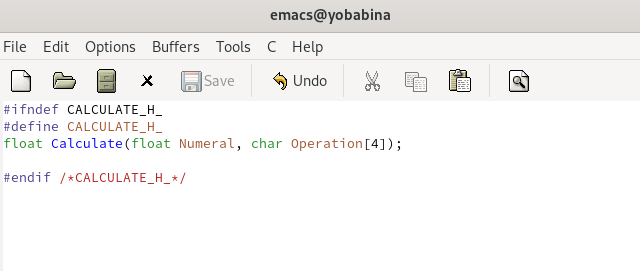 emacs@yobabina
File Edit Options Buffers Tools C Help
Save Undo
#ifndef CALCULATE_H_
#define CALCULATE_H_
float Calculate(float Numeral, char Operation[4]);
#endif /*CALCULATE_H_*/